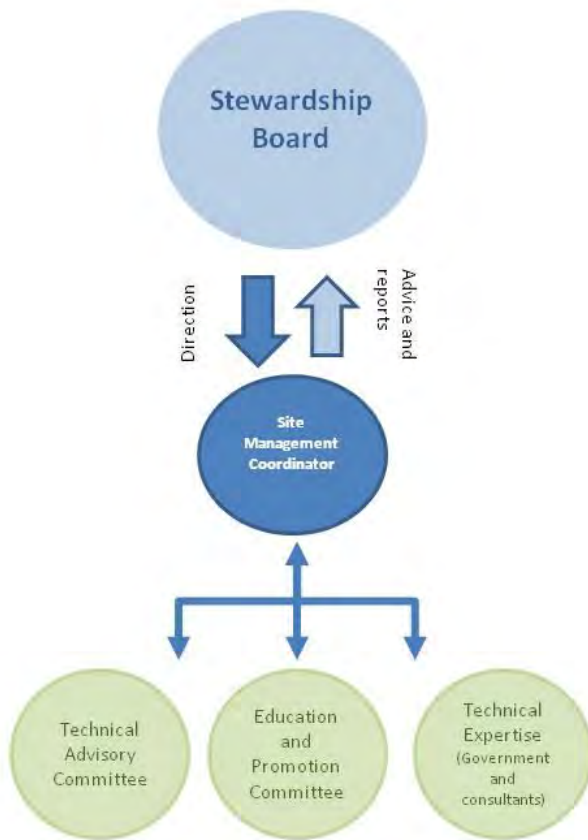 Stewardship
Board
Direction
Advice and
reports
Site
Management
Coordinator
Technical
Advisory
Committee
Education
and
Promotion
Committee
Technical
Expertise
(Government
and
consultants)